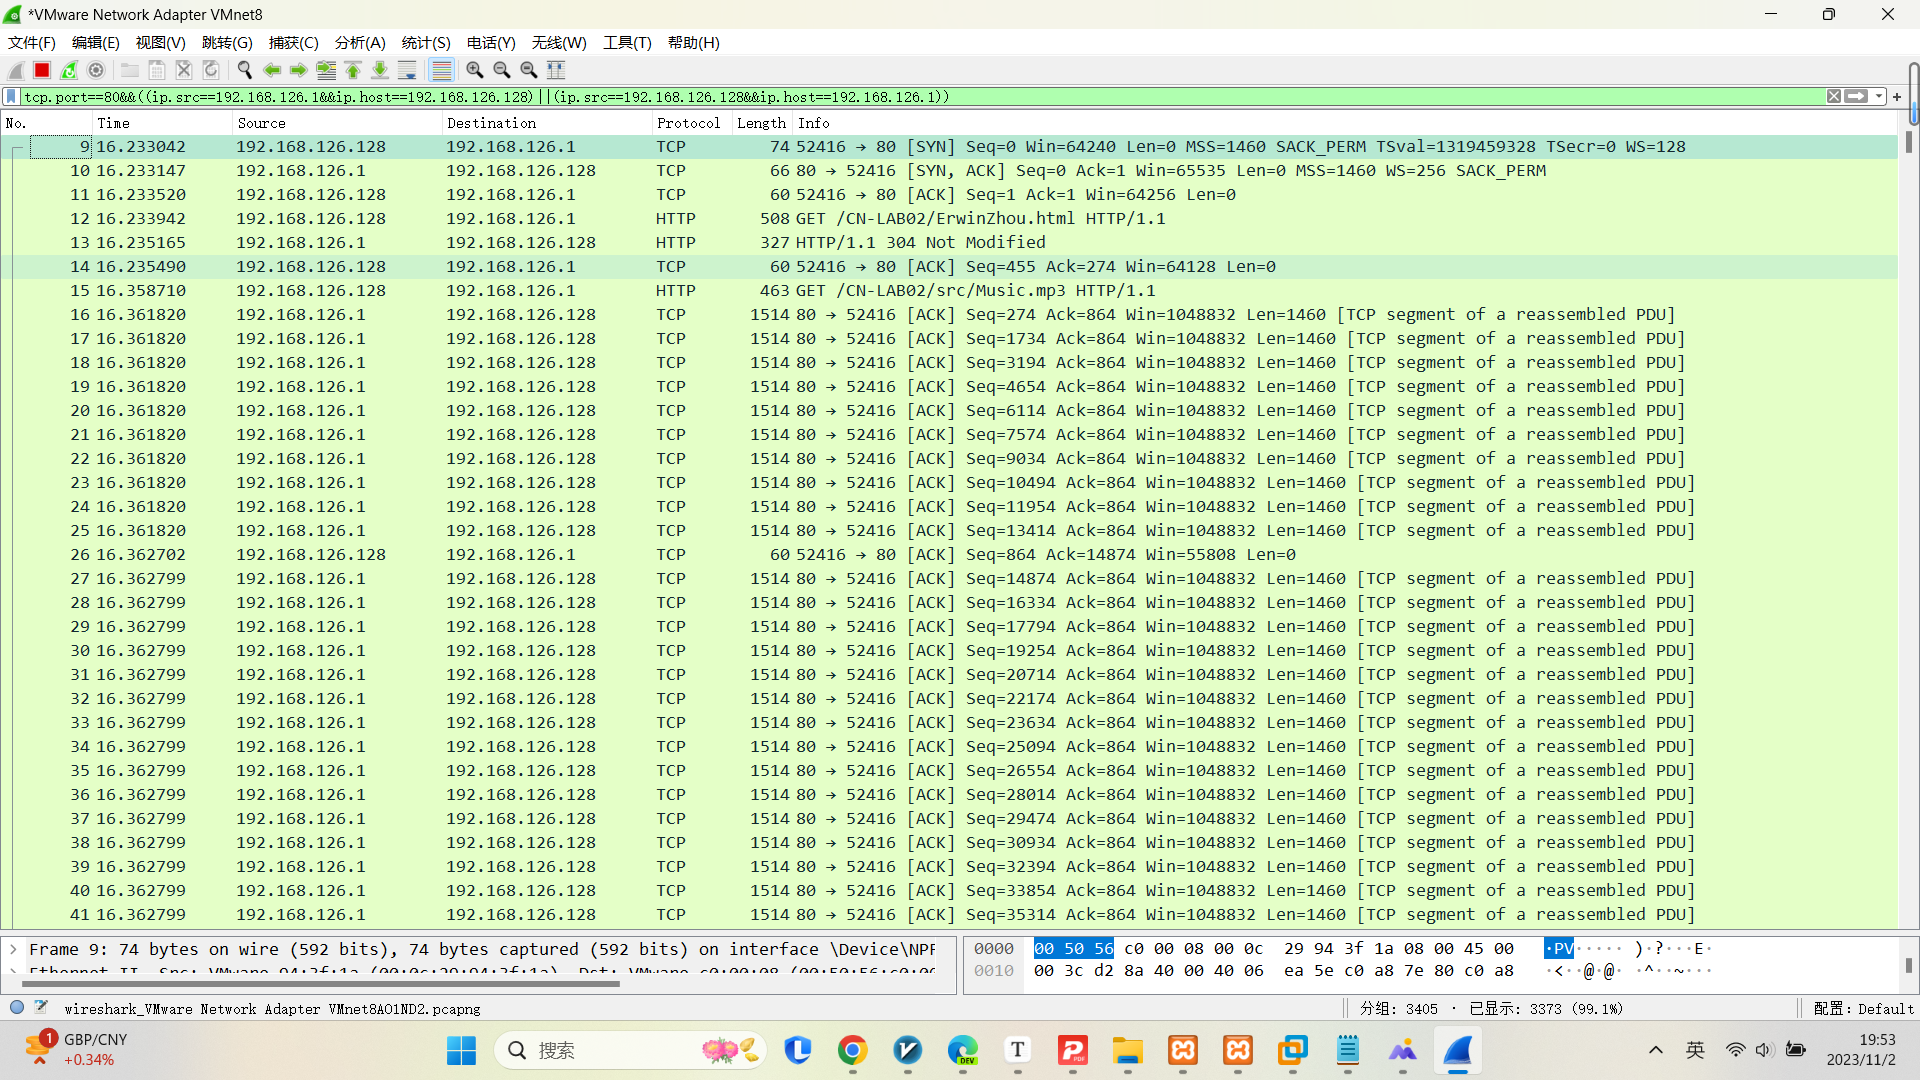 *VMware Network Adapter VMnet8
文件(F) 编辑(E) 视图(V) 跳转(G) 捕获(C) 分析(A) 统计(S) 电话(Y) 无线(W) 工具(T) 帮助(H)
tcp.port==80&&((ip.src==192.168.126.1&&ip.host==192.168.126.128)||(ip.src==192.168.126.128&&ip.host==192.168.126.1))
No. Time Source Destination Protocol Length Info
9 16.233042 192.168.126.128 192.168.126.1 TCP 74 52416 → 80 [SYN] Seq=0 Win=64240 Len=0 MSS=1460 SACK_PERM TSval=1319459328 TSecr=0 WS=128
10 16.233147 192.168.126.1 192.168.126.128 TCP 66 80 → 52416 [SYN, ACK] Seq=0 Ack=1 Win=65535 Len=0 MSS=1460 WS=256 SACK_PERM
11 16.233520 192.168.126.128 192.168.126.1 TCP 60 52416 → 80 [ACK] Seq=1 Ack=1 Win=64256 Len=0
12 16.233942 192.168.126.128 192.168.126.1 HTTP 508 GET /CN-LAB02/ErwinZhou.html HTTP/1.1
13 16.235165 192.168.126.1 192.168.126.128 HTTP 327 HTTP/1.1 304 Not Modified
14 16.235490 192.168.126.128 192.168.126.1 TCP 60 52416 → 80 [ACK] Seq=455 Ack=274 Win=64128 Len=0
15 16.358710 192.168.126.128 192.168.126.1 HTTP 463 GET /CN-LAB02/src/Music.mp3 HTTP/1.1
16 16.361820 192.168.126.1 192.168.126.128 TCP 1514 80 → 52416 [ACK] Seq=274 Ack=864 Win=1048832 Len=1460 [TCP segment of a reassembled PDU]
17 16.361820 192.168.126.1 192.168.126.128 TCP 1514 80 → 52416 [ACK] Seq=1734 Ack=864 Win=1048832 Len=1460 [TCP segment of a reassembled PDU]
18 16.361820 192.168.126.1 192.168.126.128 TCP 1514 80 → 52416 [ACK] Seq=3194 Ack=864 Win=1048832 Len=1460 [TCP segment of a reassembled PDU]
19 16.361820 192.168.126.1 192.168.126.128 TCP 1514 80 → 52416 [ACK] Seq=4654 Ack=864 Win=1048832 Len=1460 [TCP segment of a reassembled PDU]
20 16.361820 192.168.126.1 192.168.126.128 TCP 1514 80 → 52416 [ACK] Seq=6114 Ack=864 Win=1048832 Len=1460 [TCP segment of a reassembled PDU]
21 16.361820 192.168.126.1 192.168.126.128 TCP 1514 80 → 52416 [ACK] Seq=7574 Ack=864 Win=1048832 Len=1460 [TCP segment of a reassembled PDU]
22 16.361820 192.168.126.1 192.168.126.128 TCP 1514 80 → 52416 [ACK] Seq=9034 Ack=864 Win=1048832 Len=1460 [TCP segment of a reassembled PDU]
23 16.361820 192.168.126.1 192.168.126.128 TCP 1514 80 → 52416 [ACK] Seq=10494 Ack=864 Win=1048832 Len=1460 [TCP segment of a reassembled PDU]
24 16.361820 192.168.126.1 192.168.126.128 TCP 1514 80 → 52416 [ACK] Seq=11954 Ack=864 Win=1048832 Len=1460 [TCP segment of a reassembled PDU]
25 16.361820 192.168.126.1 192.168.126.128 TCP 1514 80 → 52416 [ACK] Seq=13414 Ack=864 Win=1048832 Len=1460 [TCP segment of a reassembled PDU]
26 16.362702 192.168.126.128 192.168.126.1 TCP 60 52416 → 80 [ACK] Seq=864 Ack=14874 Win=55808 Len=0
27 16.362799 192.168.126.1 192.168.126.128 TCP 1514 80 → 52416 [ACK] Seq=14874 Ack=864 Win=1048832 Len=1460 [TCP segment of a reassembled PDU]
28 16.362799 192.168.126.1 192.168.126.128 TCP 1514 80 → 52416 [ACK] Seq=16334 Ack=864 Win=1048832 Len=1460 [TCP segment of a reassembled PDU]
29 16.362799 192.168.126.1 192.168.126.128 TCP 1514 80 → 52416 [ACK] Seq=17794 Ack=864 Win=1048832 Len=1460 [TCP segment of a reassembled PDU]
30 16.362799 192.168.126.1 192.168.126.128 TCP 1514 80 → 52416 [ACK] Seq=19254 Ack=864 Win=1048832 Len=1460 [TCP segment of a reassembled PDU]
31 16.362799 192.168.126.1 192.168.126.128 TCP 1514 80 → 52416 [ACK] Seq=20714 Ack=864 Win=1048832 Len=1460 [TCP segment of a reassembled PDU]
32 16.362799 192.168.126.1 192.168.126.128 TCP 1514 80 → 52416 [ACK] Seq=22174 Ack=864 Win=1048832 Len=1460 [TCP segment of a reassembled PDU]
33 16.362799 192.168.126.1 192.168.126.128 TCP 1514 80 → 52416 [ACK] Seq=23634 Ack=864 Win=1048832 Len=1460 [TCP segment of a reassembled PDU]
34 16.362799 192.168.126.1 192.168.126.128 TCP 1514 80 → 52416 [ACK] Seq=25094 Ack=864 Win=1048832 Len=1460 [TCP segment of a reassembled PDU]
35 16.362799 192.168.126.1 192.168.126.128 TCP 1514 80 → 52416 [ACK] Seq=26554 Ack=864 Win=1048832 Len=1460 [TCP segment of a reassembled PDU]
36 16.362799 192.168.126.1 192.168.126.128 TCP 1514 80 → 52416 [ACK] Seq=28014 Ack=864 Win=1048832 Len=1460 [TCP segment of a reassembled PDU]
37 16.362799 192.168.126.1 192.168.126.128 TCP 1514 80 → 52416 [ACK] Seq=29474 Ack=864 Win=1048832 Len=1460 [TCP segment of a reassembled PDU]
38 16.362799 192.168.126.1 192.168.126.128 TCP 1514 80 → 52416 [ACK] Seq=30934 Ack=864 Win=1048832 Len=1460 [TCP segment of a reassembled PDU]
39 16.362799 192.168.126.1 192.168.126.128 TCP 1514 80 → 52416 [ACK] Seq=32394 Ack=864 Win=1048832 Len=1460 [TCP segment of a reassembled PDU]
40 16.362799 192.168.126.1 192.168.126.128 TCP 1514 80 → 52416 [ACK] Seq=33854 Ack=864 Win=1048832 Len=1460 [TCP segment of a reassembled PDU]
41 16.362799 192.168.126.1 192.168.126.128 TCP 1514 80 → 52416 [ACK] Seq=35314 Ack=864 Win=1048832 Len=1460 [TCP segment of a reassembled PDU]
Frame 9: 74 bytes on wire (592 bits), 74 bytes captured (592 bits) on interface \Device\NPF
Ethernet II, Src: VMware_94:3f:1a (00:0c:29:94:3f:1a), Dst: VMware_c0:00:08 (00:50:56:c0:00
0000 00 50 56 c0 00 08 00 0c 29 94 3f 1a 08 00 45 00 ·PV····· )·?···E·
0010 00 3c d2 8a 40 00 40 06 ea 5e c0 a8 7e 80 c0 a8 ·<··@·@· ·^··~···
wireshark_VMware Network Adapter VMnet8AO1ND2.pcapng
分组: 3405 · 已显示: 3373 (99.1%)
配置: Default
1
GBP/CNY
+0.34%
搜索
DEV
T
PDF
英
19:53
2023/11/2